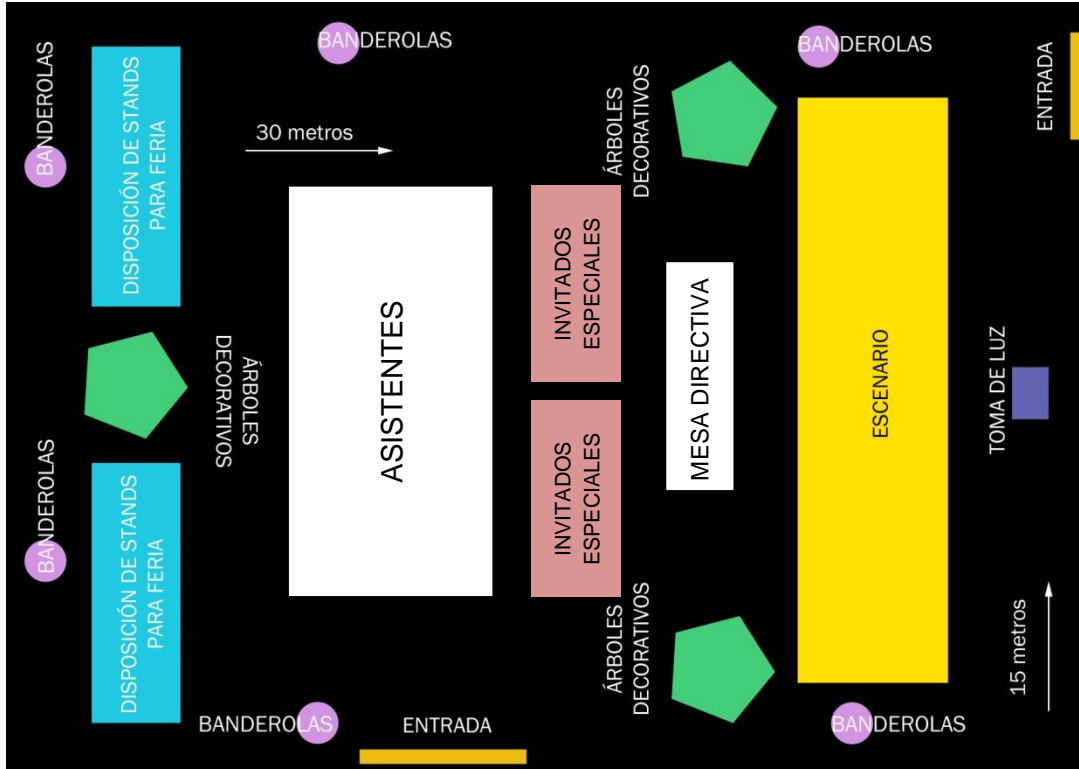 BANDEROLAS
DISPOSICIÓN DE STANDS
PARA FERIA
BANDEROLAS
30 metros
ÁRBOLES
DECORATIVOS
BANDEROLAS
ENTRADA
ÁRBOLES
DECORATIVOS
ASISTENTES
INVITADOS
ESPECIALES
INVITADOS
ESPECIALES
MESA DIRECTIVA
ESCENARIO
TOMA DE LUZ
BANDEROLAS
DISPOSICIÓN DE STANDS
PARA FERIA
BANDEROLAS
ENTRADA
ÁRBOLES
DECORATIVOS
BANDEROLAS
15 metros